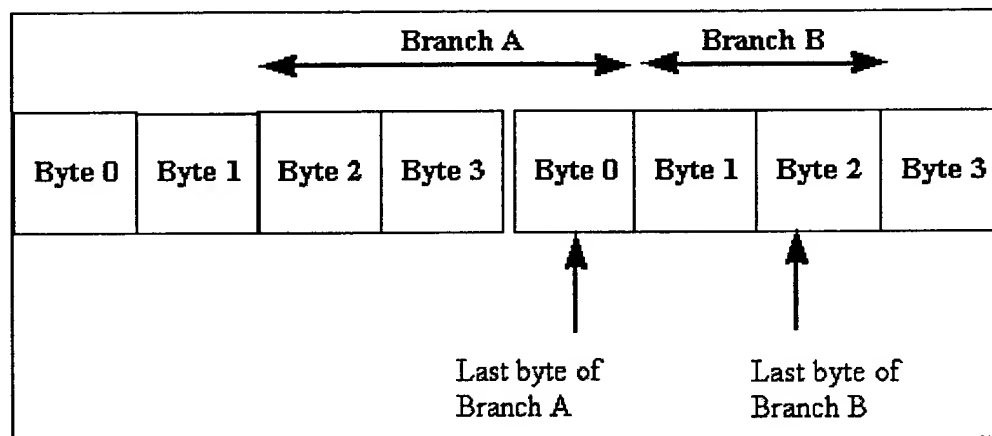 Branch A Branch B
Byte 0 Byte 1 Byte 2 Byte 3 Byte 0 Byte 1 Byte 2 Byte 3
Last byte of Last byte of
Branch A Branch B